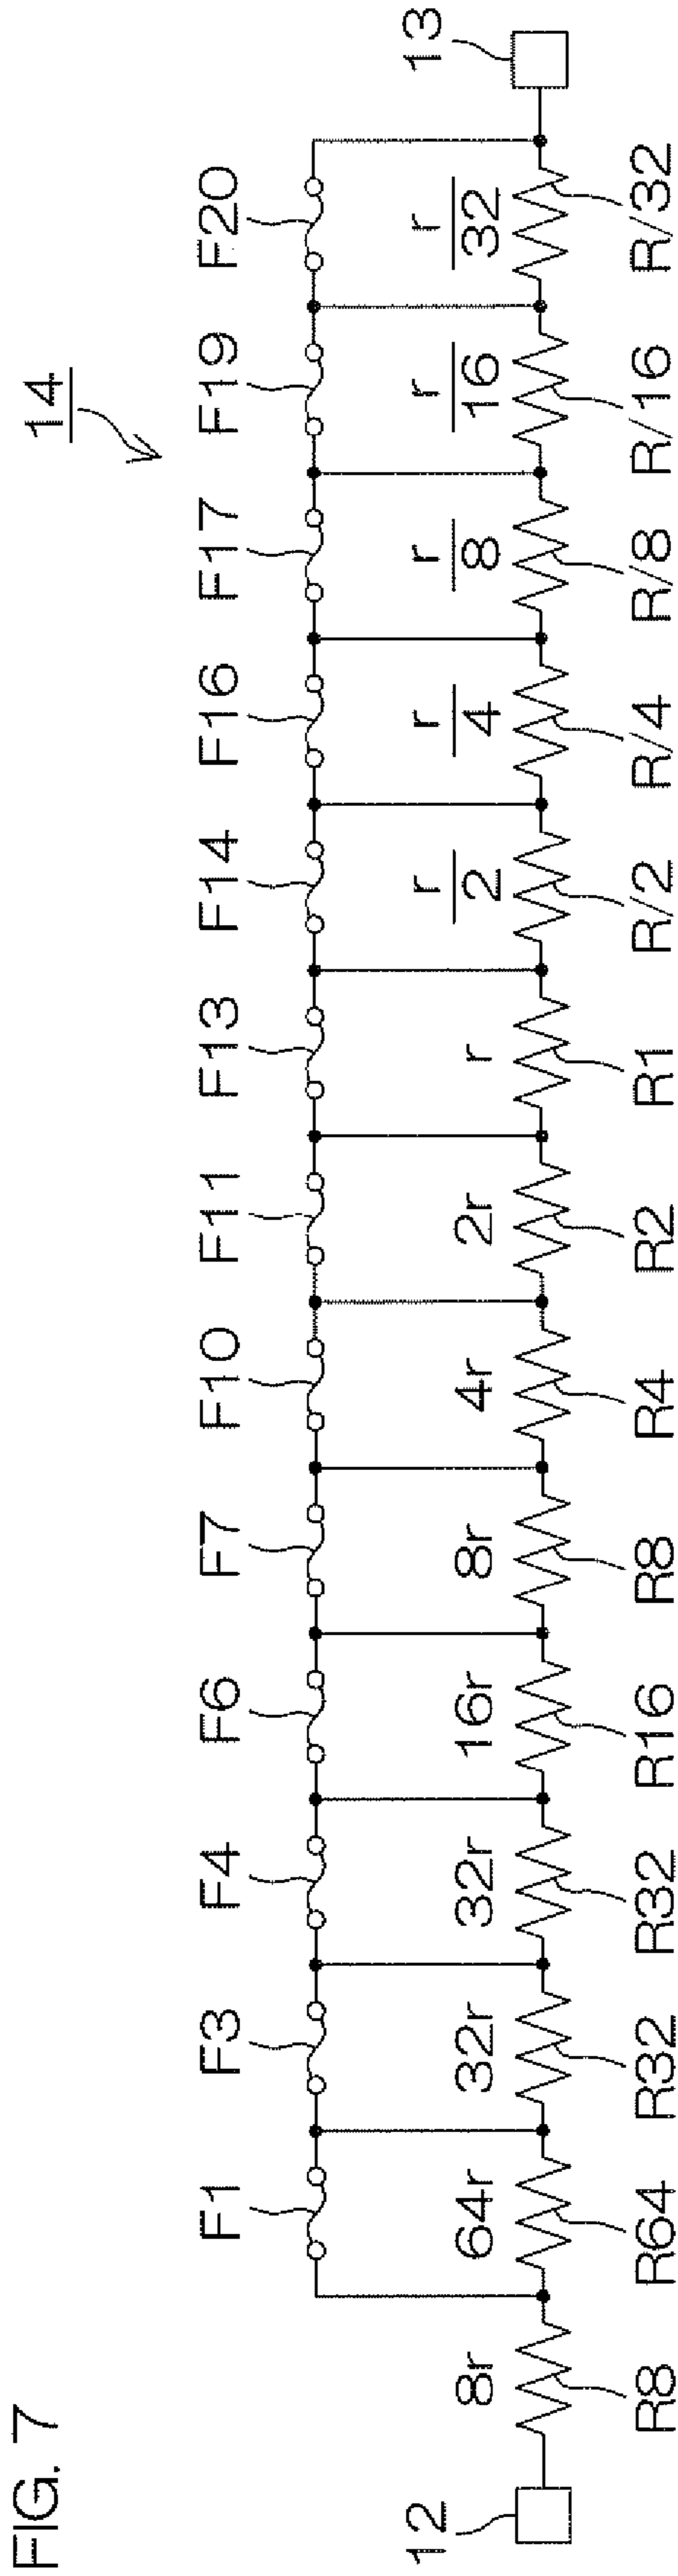 FIG. 7
14
F1 F3 F4 F6 F7 F10 F11 F13 F14 F16 F17 F19 F20
8r 64r 32r 32r 16r 8r 4r 2r r r/2 r/4 r/8 r/16 r/32
12 13
R8 R64 R32 R32 R16 R8 R4 R2 R1 R/2 R/4 R/8 R/16 R/32